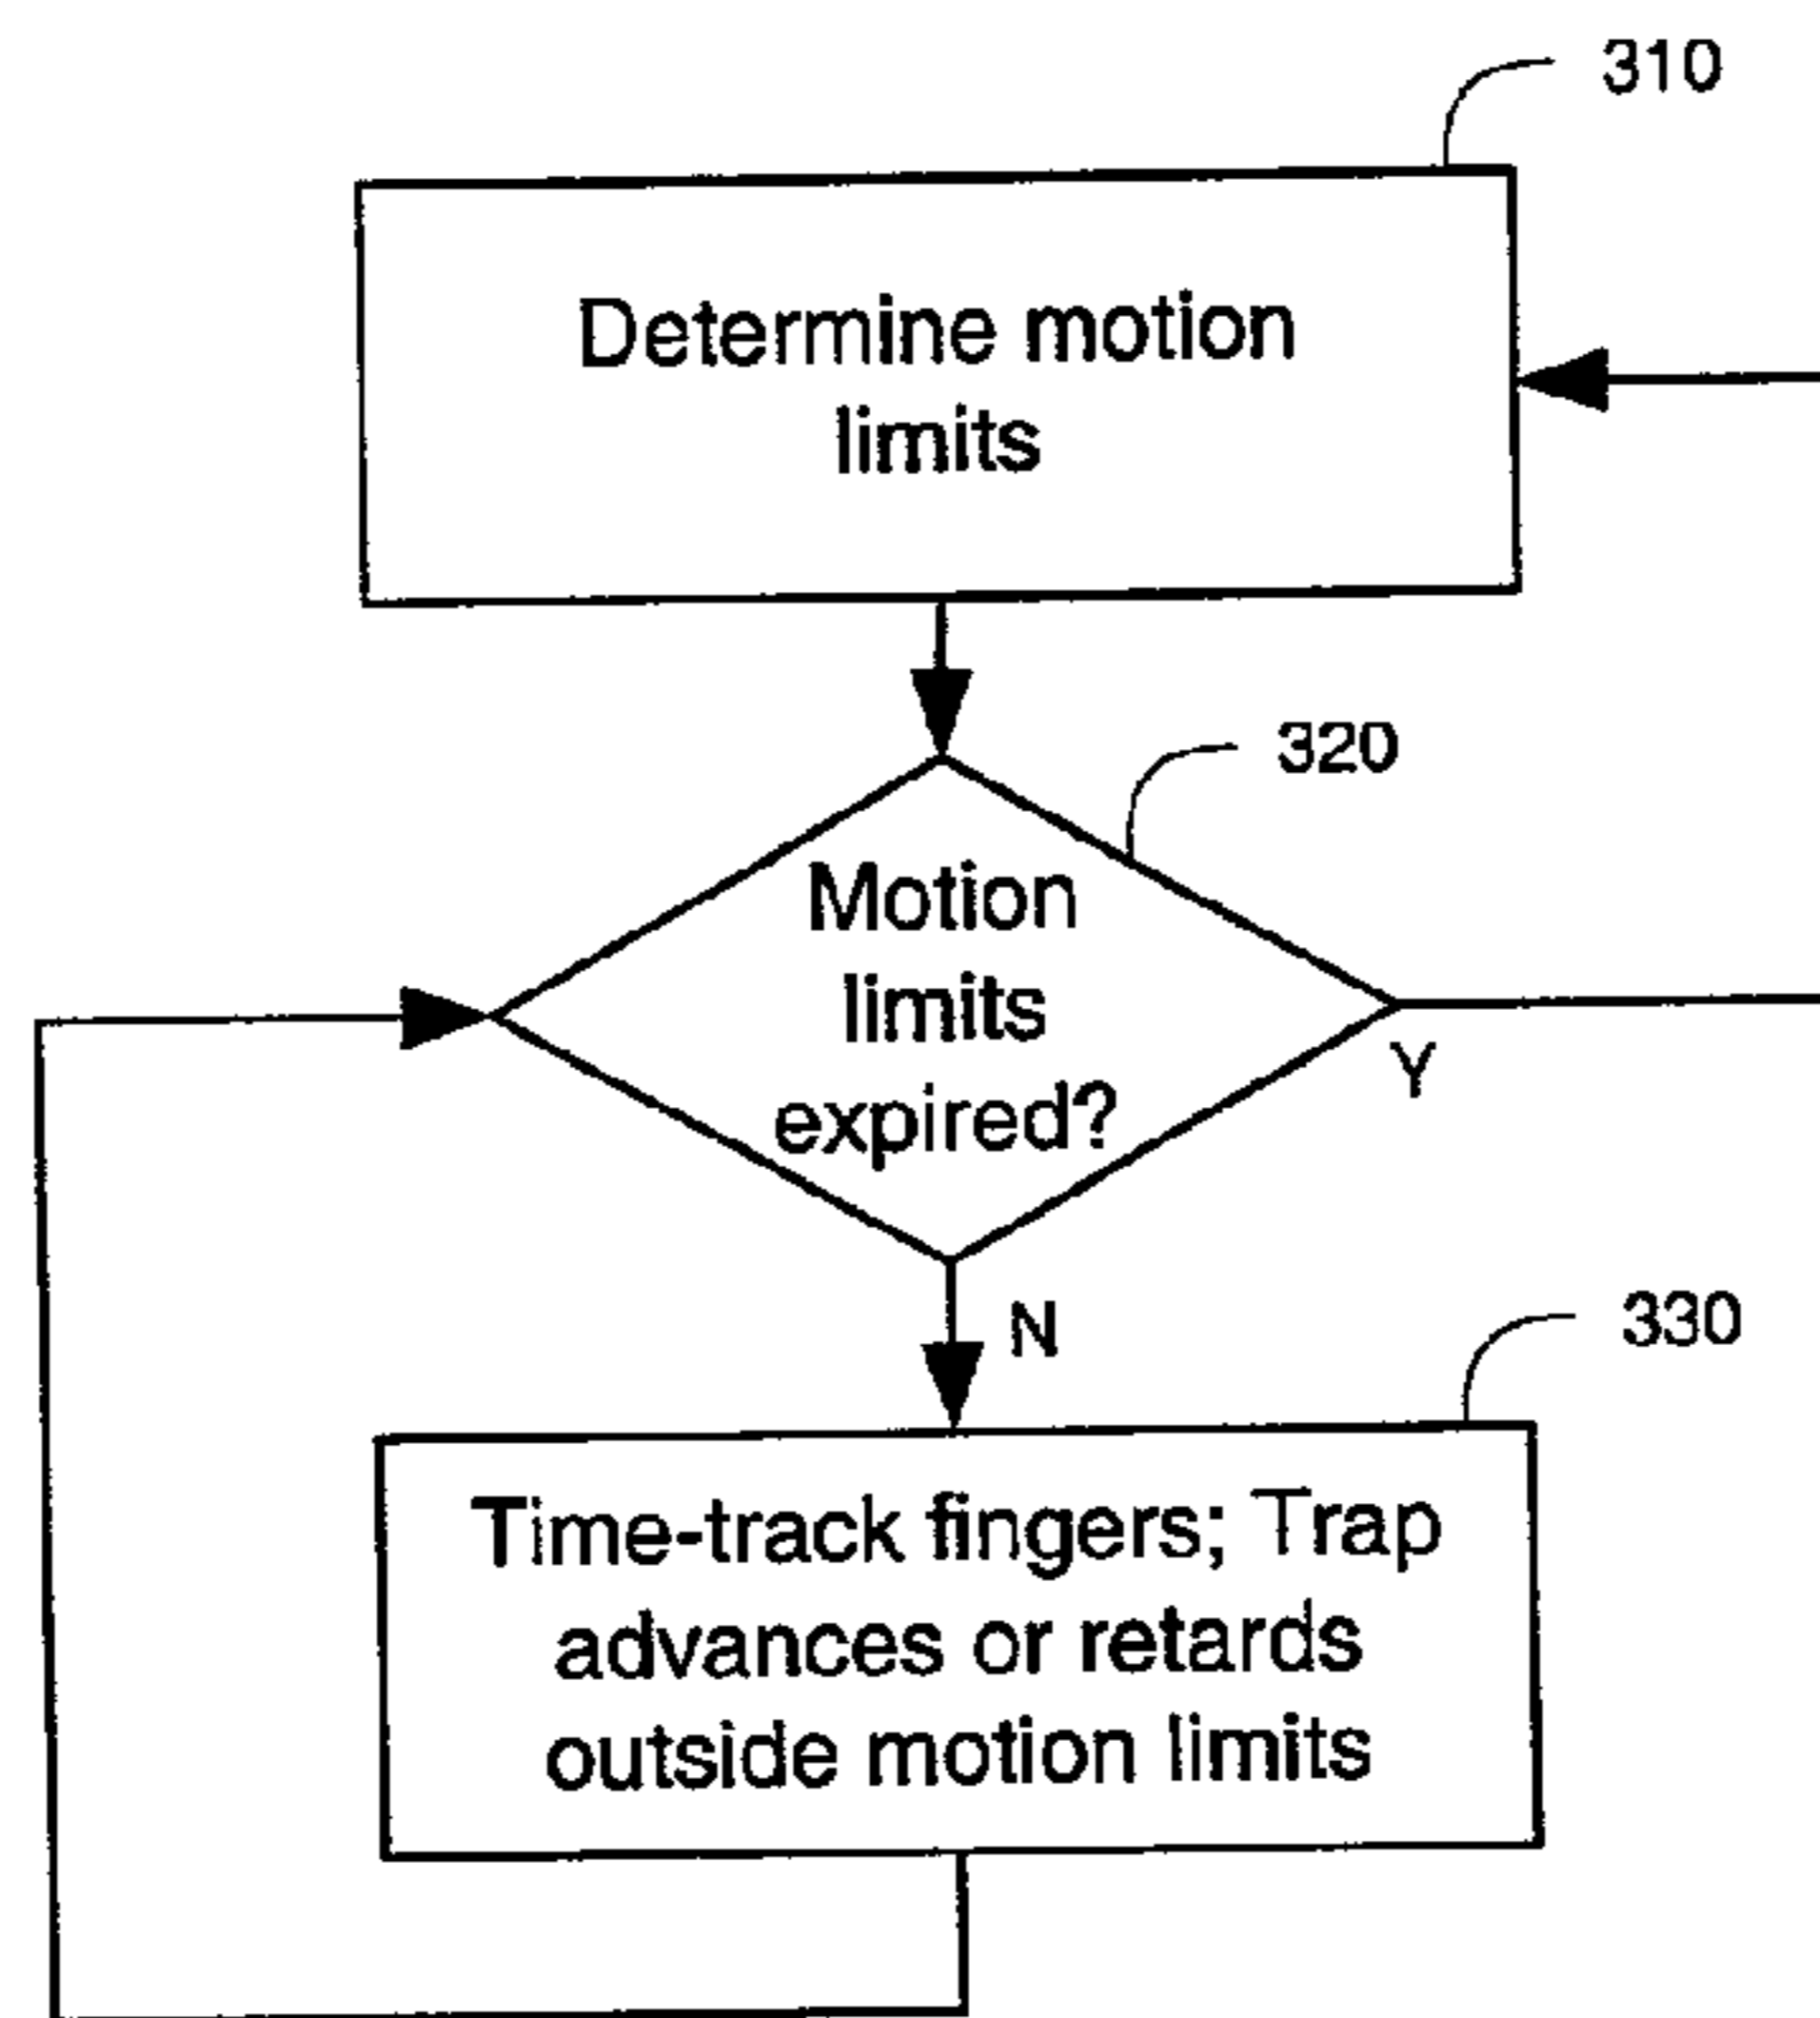 310
Determine motion
limits
320
Motion
limits
expired?
Y
N
330
Time-track fingers; Trap
advances or retards
outside motion limits